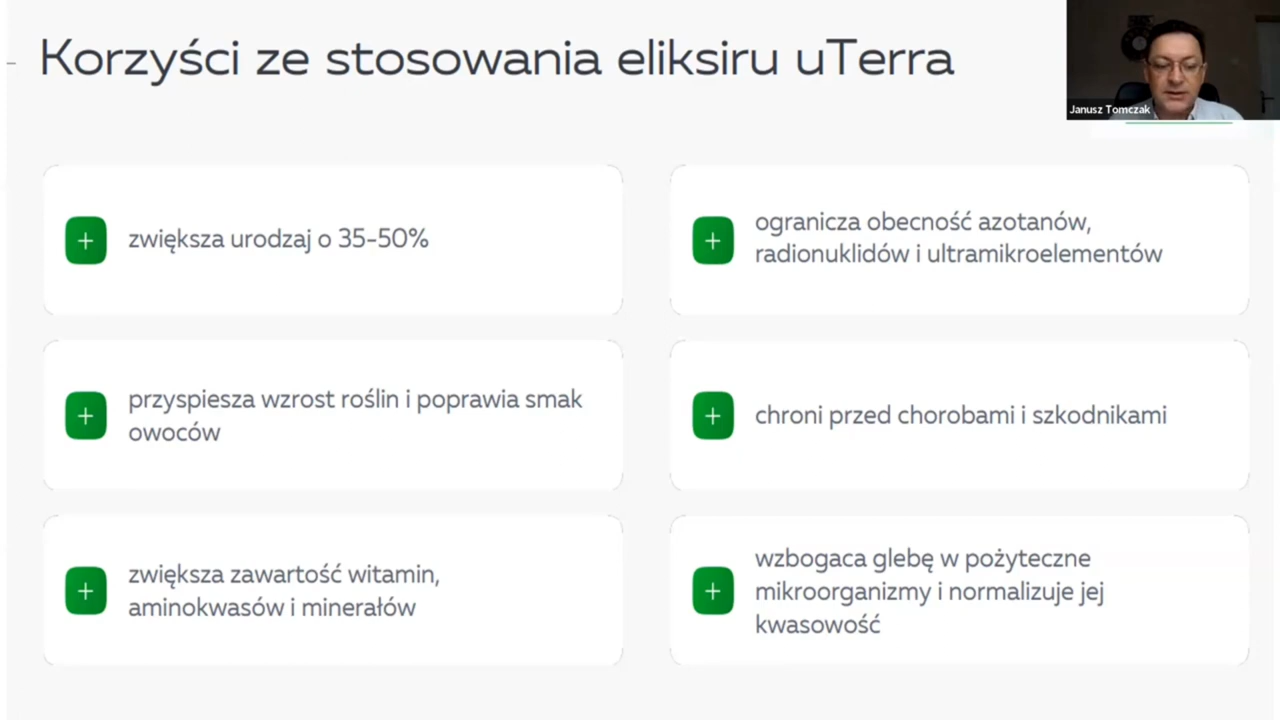 Korzyści ze stosowania eliksiru uTerra
Janusz Tomczak
zwiększa urodzaj o 35-50%
ogranicza obecność azotanów,
radionuklidów i ultramikroelementów
przyspiesza wzrost roślin i poprawia smak
owoców
chroni przed chorobami i szkodnikami
zwiększa zawartość witamin,
aminokwasów i minerałów
wzbogaca glebę w pożyteczne
mikroorganizmy i normalizuje jej
kwasowość